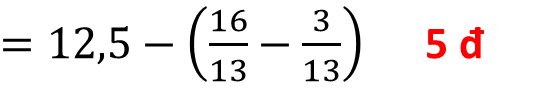 = 12,5 − (16/13 − 3/13) 5 đ